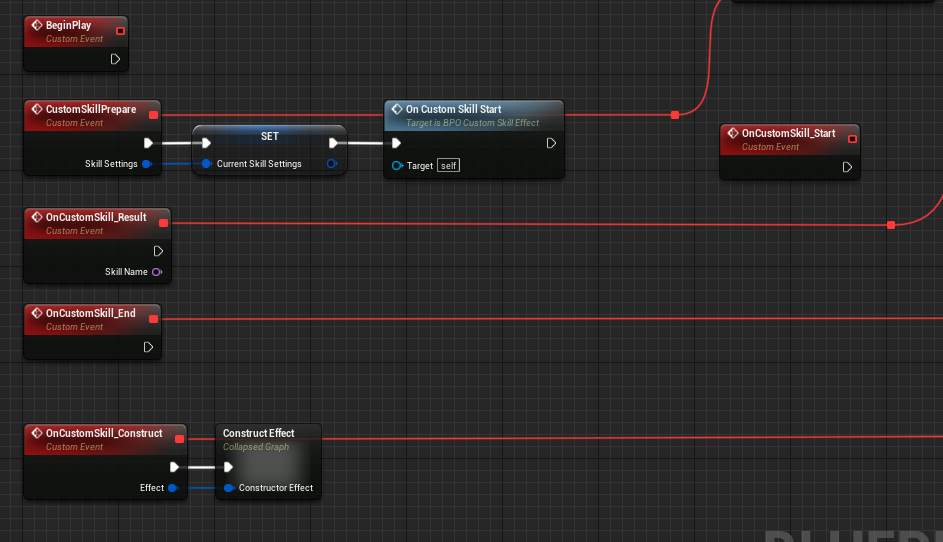 BeginPlay
Custom Event
CustomSkillPrepare
Custom Event
Skill Settings
SET
Current Skill Settings
On Custom Skill Start
Target is BPO Custom Skill Effect
Target self
OnCustomSkill_Start
Custom Event
OnCustomSkill_Result
Custom Event
Skill Name
OnCustomSkill_End
Custom Event
OnCustomSkill_Construct
Custom Event
Effect
Construct Effect
Collapsed Graph
Constructor Effect